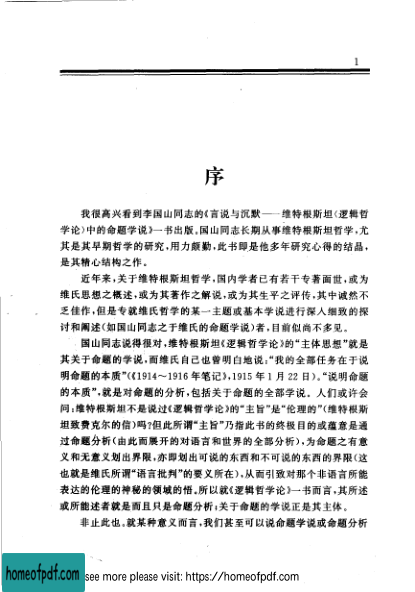 1
序
我很高兴看到李国山同志的《言说与沉默——维特根斯坦〈逻辑哲
学论〉中的命题学说》一书出版。国山同志长期从事维特根斯坦哲学,尤
其是其早期哲学的研究,用力颇勤,此书即是他多年研究心得的结晶,
是其精心结构之作。
近年来,关于维特根斯坦哲学,国内学者已有若干专著面世,或为
维氏思想之概述,或为其著作之解说,或为其生平之评传,其中诚然不
乏佳作,但是专就维氏哲学的某一主题或基本学说进行深入细致的探
讨和阐述(如国山同志之于维氏的命题学说)者,目前似尚不多见。
国山同志说得很对,维特根斯坦《逻辑哲学论》的“主体思想”就是
其关于命题的学说,而维氏自己也曾明白地说:“我的全部任务在于说
明命题的本质”(《1914～1916年笔记》,1915年1月22日)。“说明命题
的本质”,就是对命题的分析,包括关于命题的全部学说。人们或许会
问:维特根斯坦不是说过《逻辑哲学论》的“主旨”是“伦理的”(维特根斯
坦致费克尔的信)吗?但此所谓“主旨”乃指此书的终极目的或蕴意是通
过命题分析(由此而展开的对语言和世界的全部分析),为命题之有意
义和无意义划出界限,亦即划出可说的东西和不可说的东西的界限(这
也就是维氏所谓“语言批判”的要义所在),从而引致对那个非语言所能
表达的伦理的神秘的领域的悟。所以就《逻辑哲学论》一书而言,其所述
或所能述者就是而且只是命题分析;关于命题的学说正是其主体。
非止此也。就某种意义而言,我们甚至可以说命题学说或命题分析
homeofpdf.com
see more please visit: https://homeofpdf.com